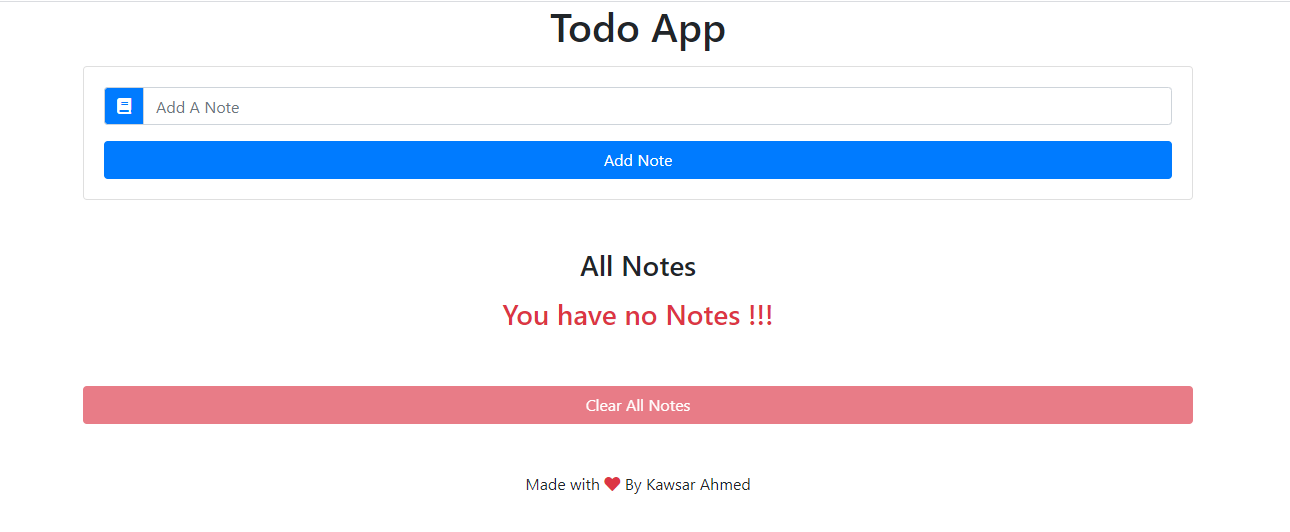 Todo App
Add A Note
Add Note
All Notes
You have no Notes !!!
Clear All Notes
Made with ❤ By Kawsar Ahmed